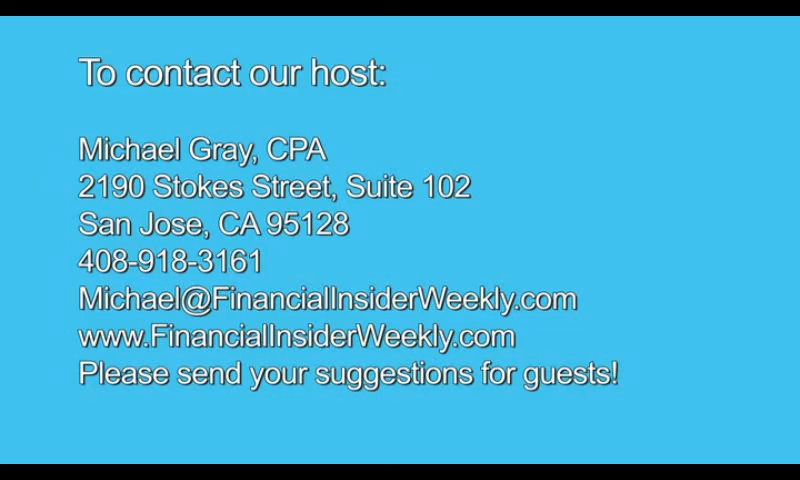 To contact our host:
Michael Gray, CPA
2190 Stokes Street, Suite 102
San Jose, CA 95128
408-918-3161
Michael@FinancialInsiderWeekly.com
www.FinancialInsiderWeekly.com
Please send your suggestions for guests!